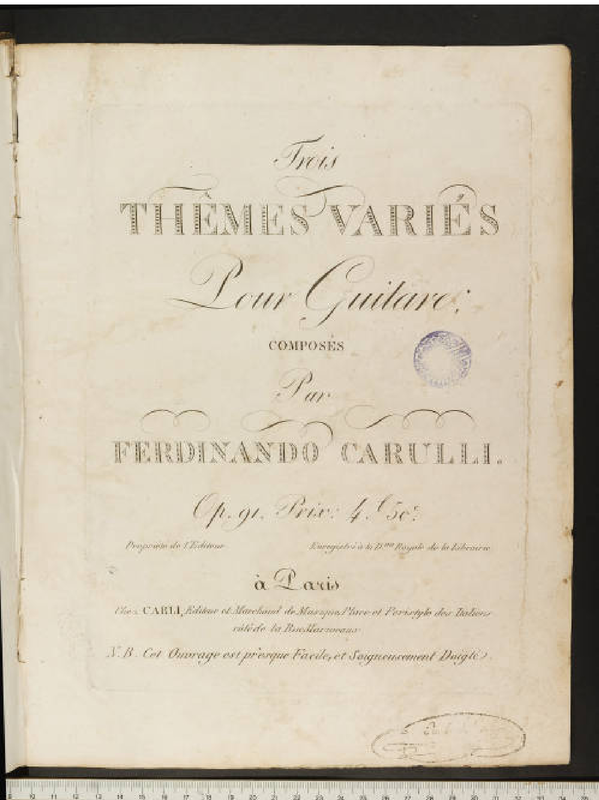 Trois
THÊMES VARIÉS
Pour Guitare;
COMPOSÉS
Par
FERDINANDO CARULLI.
Op. 91. Prix: 4.f 50.c
Propriété de l'Editeur Enregistré à la D.on Royale de la Librairie
à Paris
Chez CARLI, Editeur et Marchand de Musique, Place et Peristyle des Italiens
côté de la Rue Marivaux
N.B. Cet Ouvrage est presque Facile, et Soigneusement Doigté.